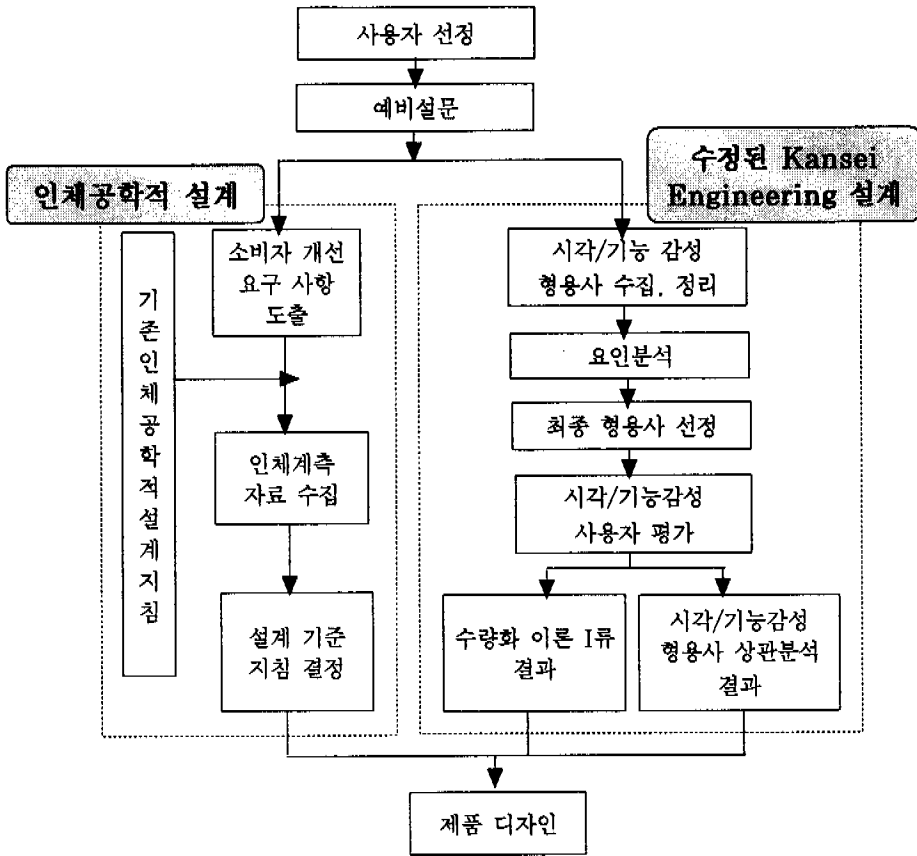 사용자 선정
예비설문
인체공학적 설계
기존인체공학적설계지침
소비자 개선
요구 사항
도출
인체계측
자료 수집
설계 기준
지침 결정
수정된 Kansei
Engineering 설계
시각/기능 감성
형용사 수집, 정리
요인분석
최종 형용사 선정
시각/기능감성
사용자 평가
수량화 이론 I류
결과
시각/기능감성
형용사 상관분석
결과
제품 디자인